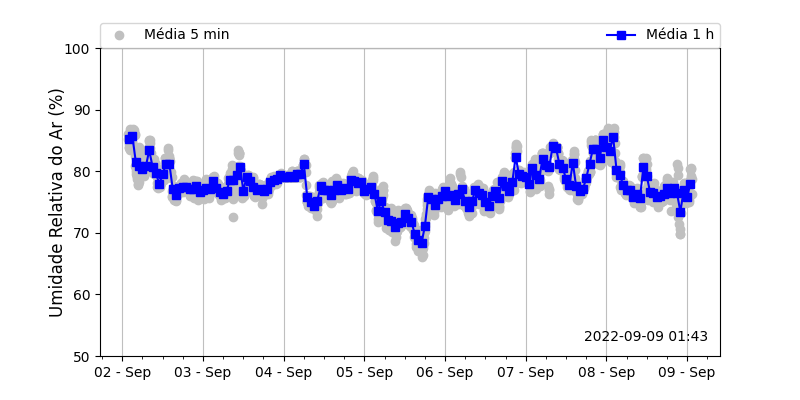 Média 5 min
Média 1 h
Umidade Relativa do Ar (%)
100
90
80
70
60
50
2022-09-09 01:43
02 - Sep
03 - Sep
04 - Sep
05 - Sep
06 - Sep
07 - Sep
08 - Sep
09 - Sep